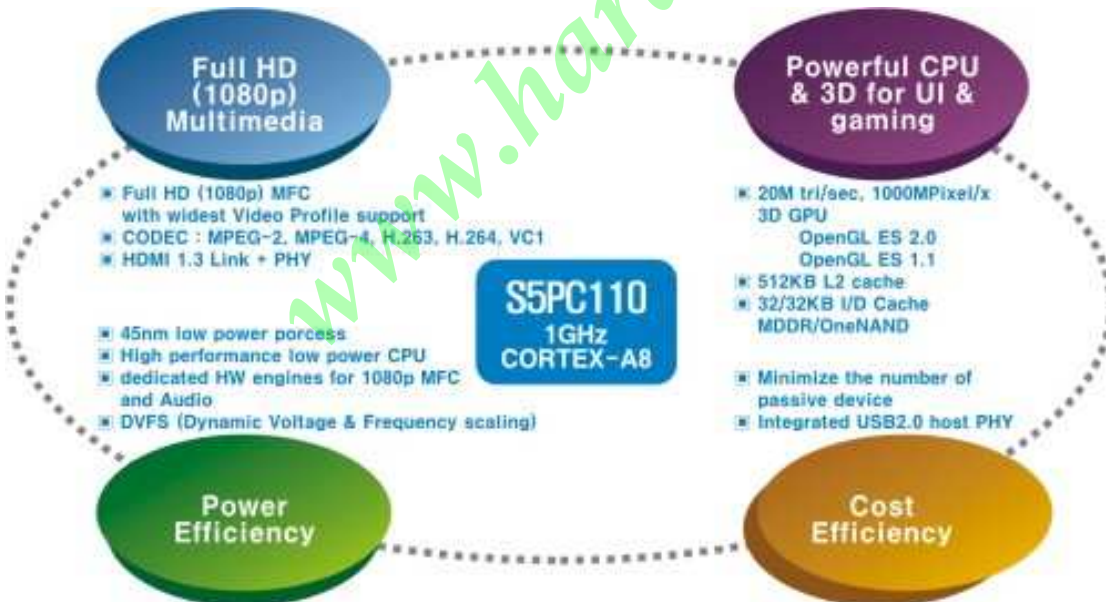 Full HD
(1080p)
Multimedia
Powerful CPU
& 3D for UI &
gaming
▣ Full HD (1080p) MFC
with widest Video Profile support
▣ CODEC : MPEG-2, MPEG-4, H.263, H.264, VC1
▣ HDMI 1.3 Link + PHY
▣ 20M tri/sec, 1000MPixel/x
3D GPU
OpenGL ES 2.0
OpenGL ES 1.1
▣ 512KB L2 cache
▣ 32/32KB I/D Cache
MDDR/OneNAND
S5PC110
1GHz
CORTEX-A8
▣ 45nm low power porcess
▣ High performance low power CPU
▣ dedicated HW engines for 1080p MFC
and Audio
▣ DVFS (Dynamic Voltage & Frequency scaling)
▣ Minimize the number of
passive device
▣ Integrated USB2.0 host PHY
Power
Efficiency
Cost
Efficiency